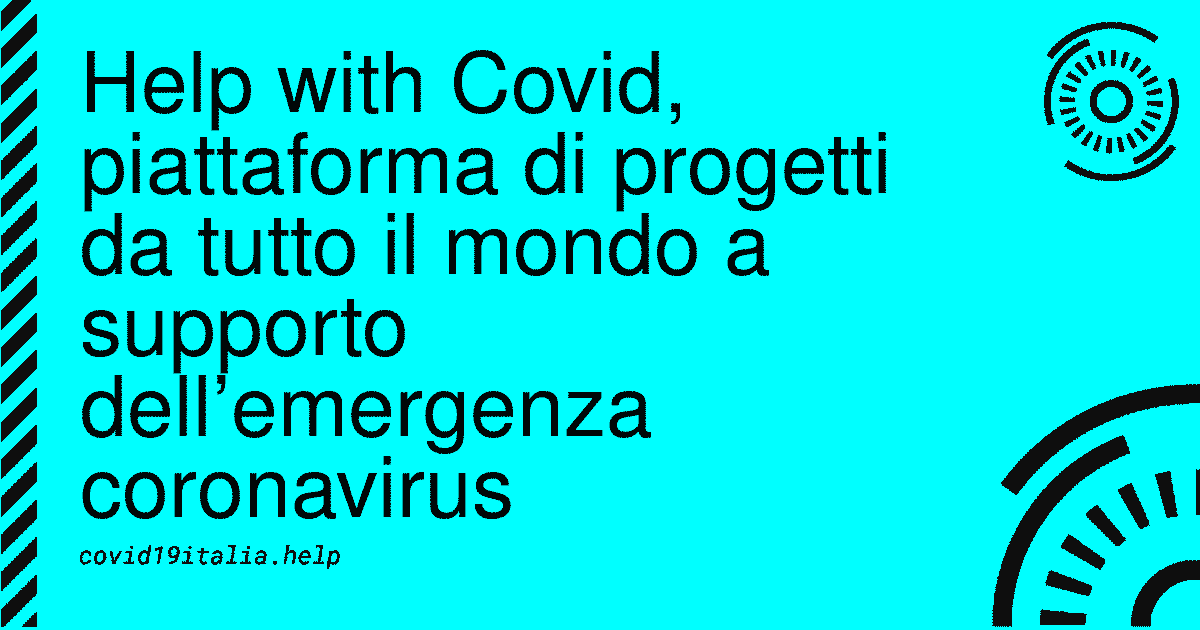 Help with Covid,
piattaforma di progetti
da tutto il mondo a
supporto
dell’emergenza
coronavirus
covid19italia.help